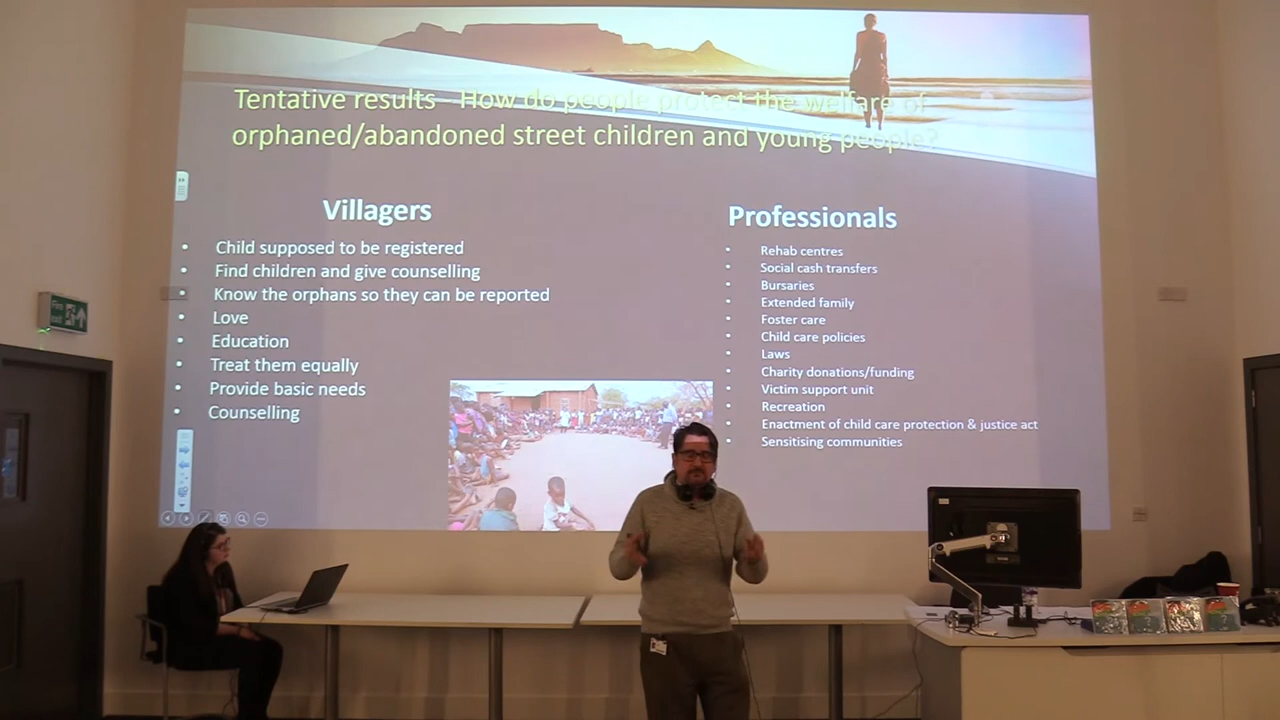 Tentative results - How do people protect the welfare of
orphaned/abandoned street children and young people?
Villagers
• Child supposed to be registered
• Find children and give counselling
• Know the orphans so they can be reported
• Love
• Education
• Treat them equally
• Provide basic needs
• Counselling
Professionals
• Rehab centres
• Social cash transfers
• Bursaries
• Extended family
• Foster care
• Child care policies
• Laws
• Charity donations/funding
• Victim support unit
• Recreation
• Enactment of child care protection & justice act
• Sensitising communities
Fire
exit